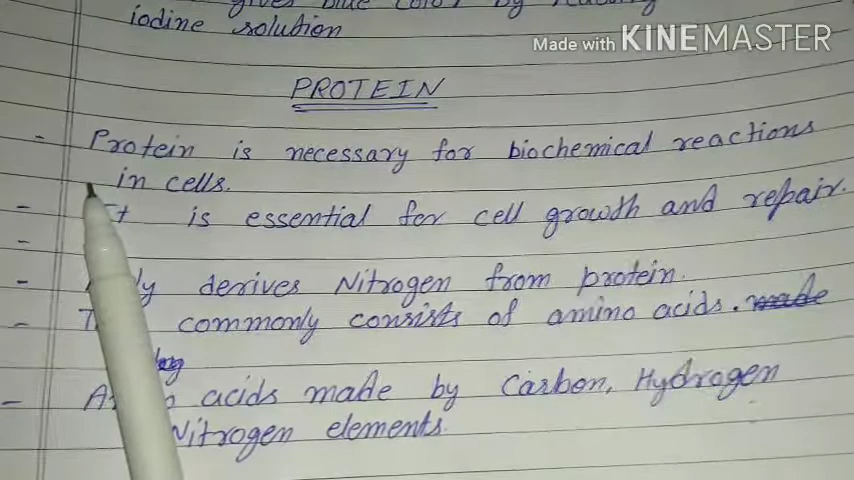 iodine solution
Made with KINEMASTER
PROTEIN
- Protein is necessary for biochemical reactions
in cells.
- is essential for cell growth and repair.
-
- derives Nitrogen from protein.
- commonly consists of amino acids.
- acids made by Carbon, Hydrogen
Nitrogen elements.